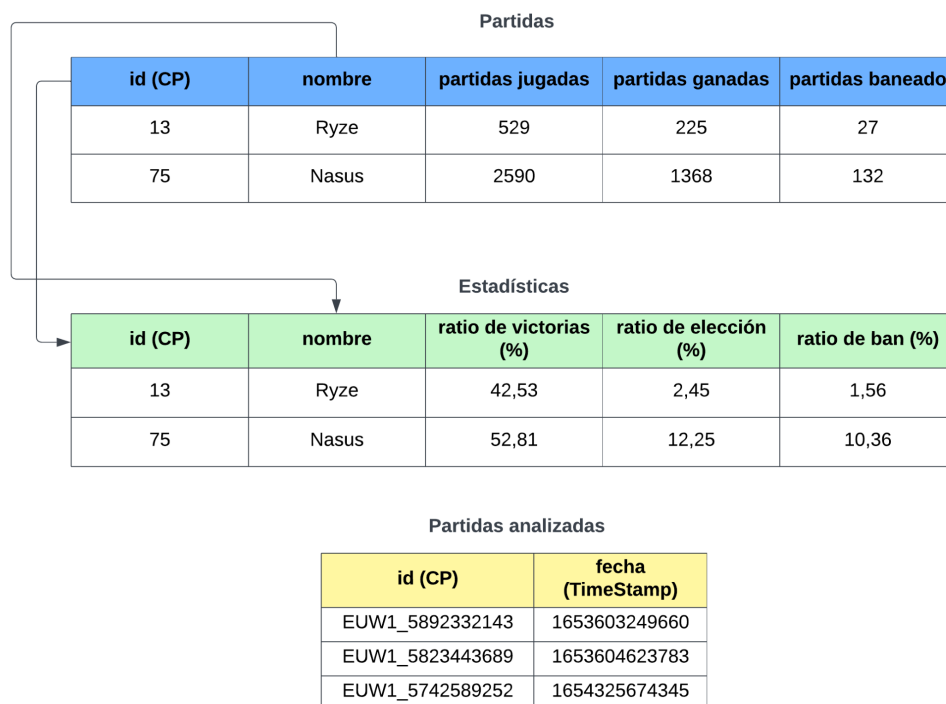 Partidas
id (CP) nombre partidas jugadas partidas ganadas partidas baneado
13 Ryze 529 225 27
75 Nasus 2590 1368 132
Estadísticas
id (CP) nombre ratio de victorias (%) ratio de elección (%) ratio de ban (%)
13 Ryze 42,53 2,45 1,56
75 Nasus 52,81 12,25 10,36
Partidas analizadas
id (CP) fecha (TimeStamp)
EUW1_5892332143 1653603249660
EUW1_5823443689 1653604623783
EUW1_5742589252 1654325674345